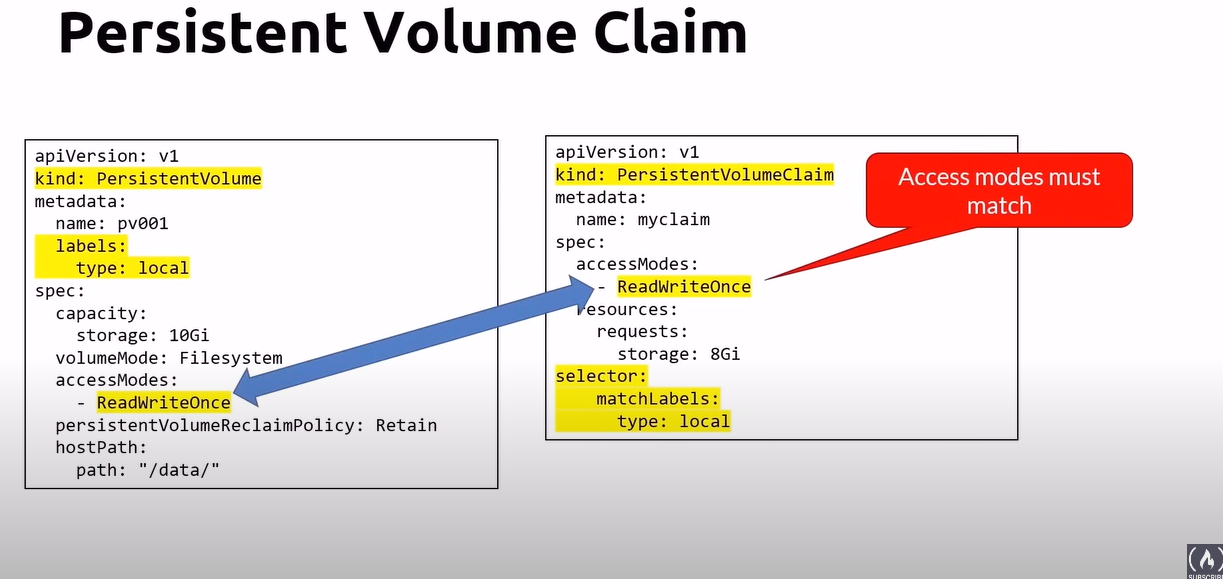 Persistent Volume Claim
apiVersion: v1
kind: PersistentVolume
metadata:
  name: pv001
  labels:
    type: local
spec:
  capacity:
    storage: 10Gi
  volumeMode: Filesystem
  accessModes:
    - ReadWriteOnce
  persistentVolumeReclaimPolicy: Retain
  hostPath:
    path: "/data/"
apiVersion: v1
kind: PersistentVolumeClaim
metadata:
  name: myclaim
spec:
  accessModes:
    - ReadWriteOnce
  resources:
    requests:
      storage: 8Gi
selector:
    matchLabels:
      type: local
Access modes must
match
SUBSCRIBE